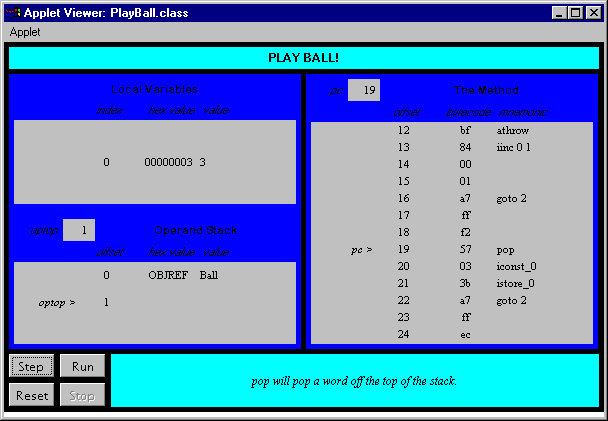 Applet Viewer: PlayBall.class
Applet
PLAY BALL!
Local Variables
index hex value value
0 00000003 3
optop 1 Operand Stack
offset hex value value
0 OBJREF Ball
optop > 1
pc 19 The Method
offset bytecode mnemonic
12 bf athrow
13 84 iinc 0 1
14 00
15 01
16 a7 goto 2
17 ff
18 f2
pc > 19 57 pop
20 03 iconst_0
21 3b istore_0
22 a7 goto 2
23 ff
24 ec
Step Run
Reset Stop
pop will pop a word off the top of the stack.